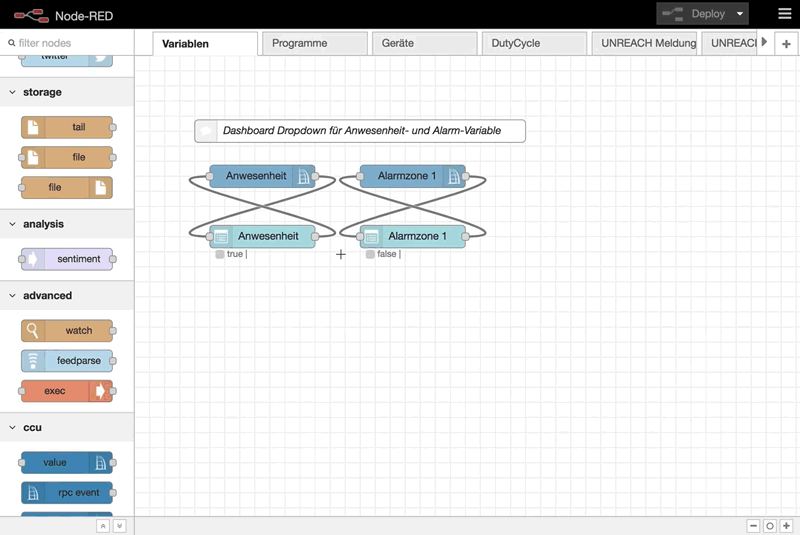 Node-RED
Deploy
filter nodes
Variablen
Programme
Geräte
DutyCycle
UNREACH Meldung
UNREACH
twitter
storage
tail
file
file
analysis
sentiment
advanced
watch
feedparse
exec
ccu
value
rpc event
Dashboard Dropdown für Anwesenheit- und Alarm-Variable
Anwesenheit
Alarmzone 1
Anwesenheit
Alarmzone 1
true |
false |